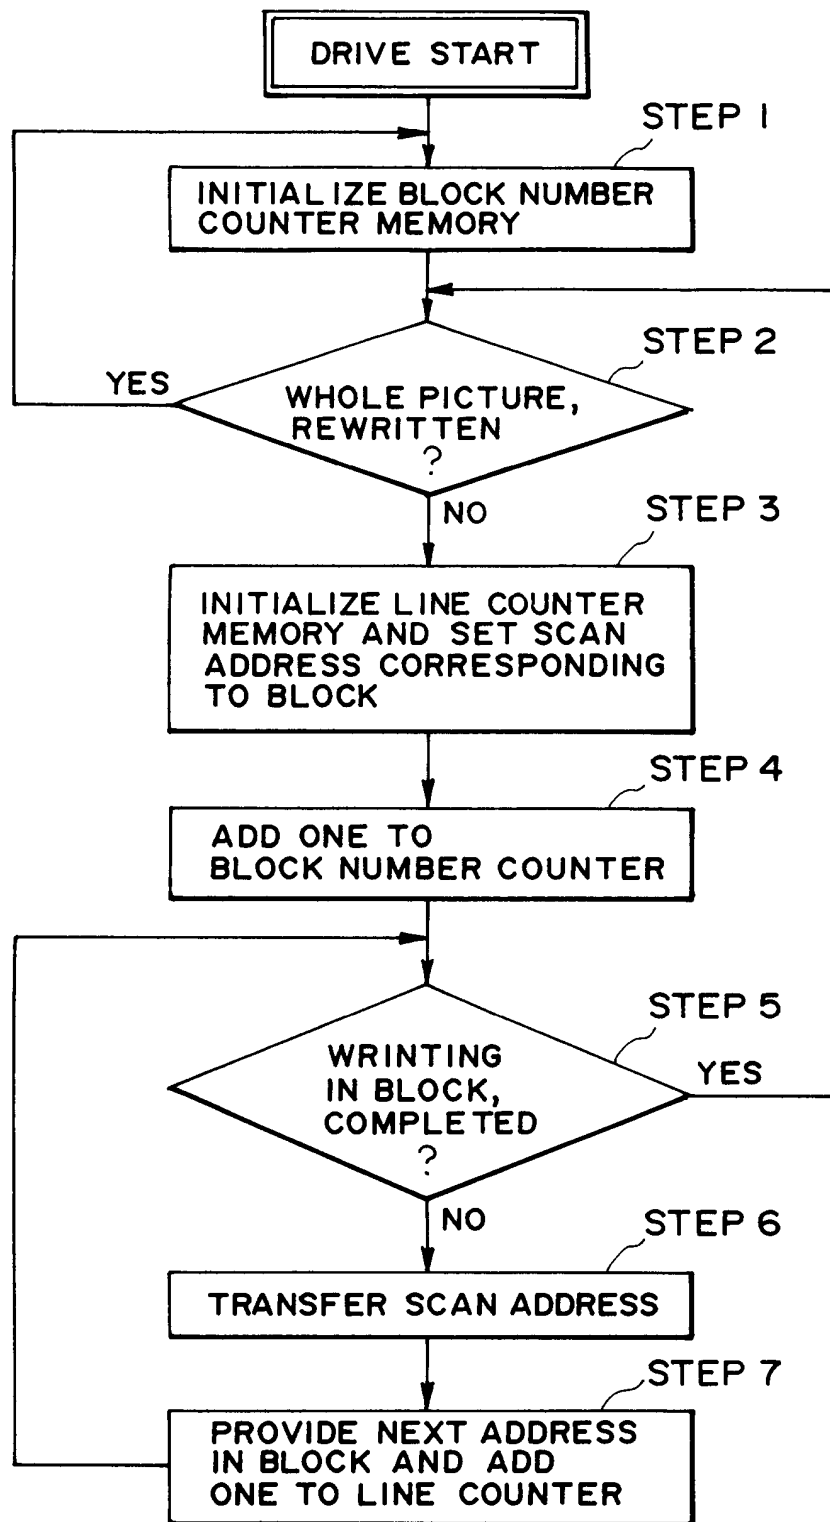 DRIVE START
STEP 1
INITIALIZE BLOCK NUMBER
COUNTER MEMORY
STEP 2
YES
WHOLE PICTURE,
REWRITTEN
?
NO
STEP 3
INITIALIZE LINE COUNTER
MEMORY AND SET SCAN
ADDRESS CORRESPONDING
TO BLOCK
STEP 4
ADD ONE TO
BLOCK NUMBER COUNTER
STEP 5
WRINTING
IN BLOCK,
COMPLETED
?
YES
NO
STEP 6
TRANSFER SCAN ADDRESS
STEP 7
PROVIDE NEXT ADDRESS
IN BLOCK AND ADD
ONE TO LINE COUNTER